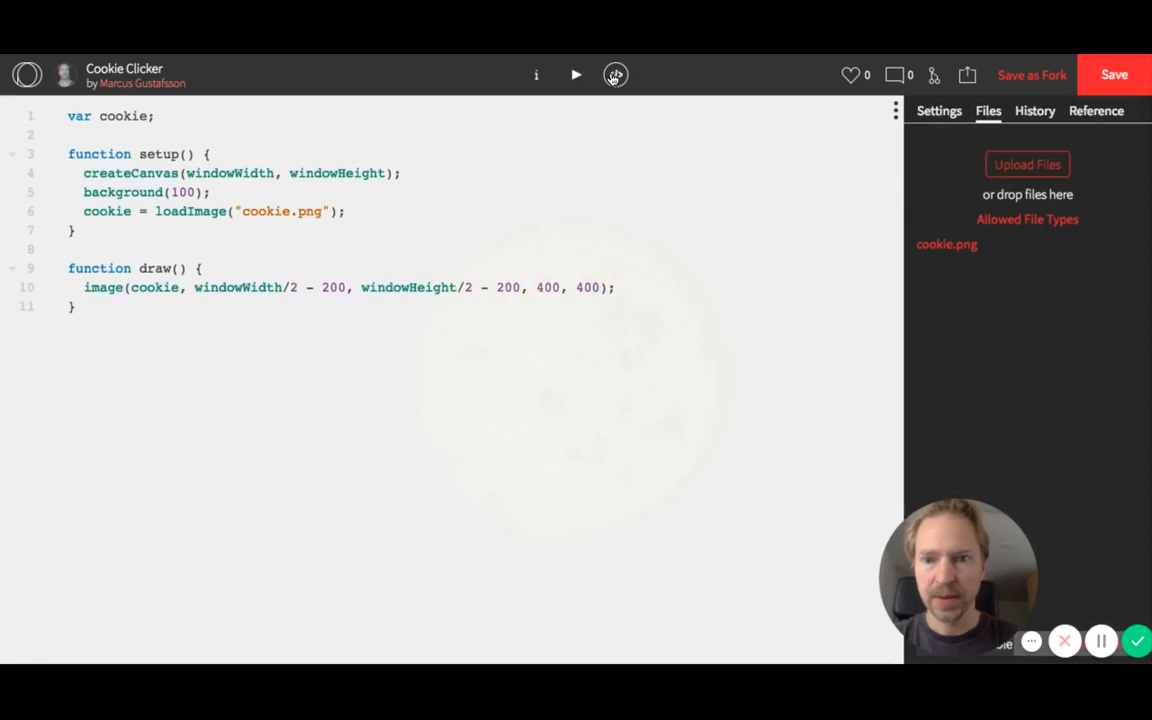 Cookie Clicker
by Marcus Gustafsson
i
0
0
Save as Fork
Save
Settings
Files
History
Reference
1 var cookie;
2
3 function setup() {
4 createCanvas(windowWidth, windowHeight);
5 background(100);
6 cookie = loadImage("cookie.png");
7 }
8
9 function draw() {
10 image(cookie, windowWidth/2 - 200, windowHeight/2 - 200, 400, 400);
11 }
Upload Files
or drop files here
Allowed File Types
cookie.png